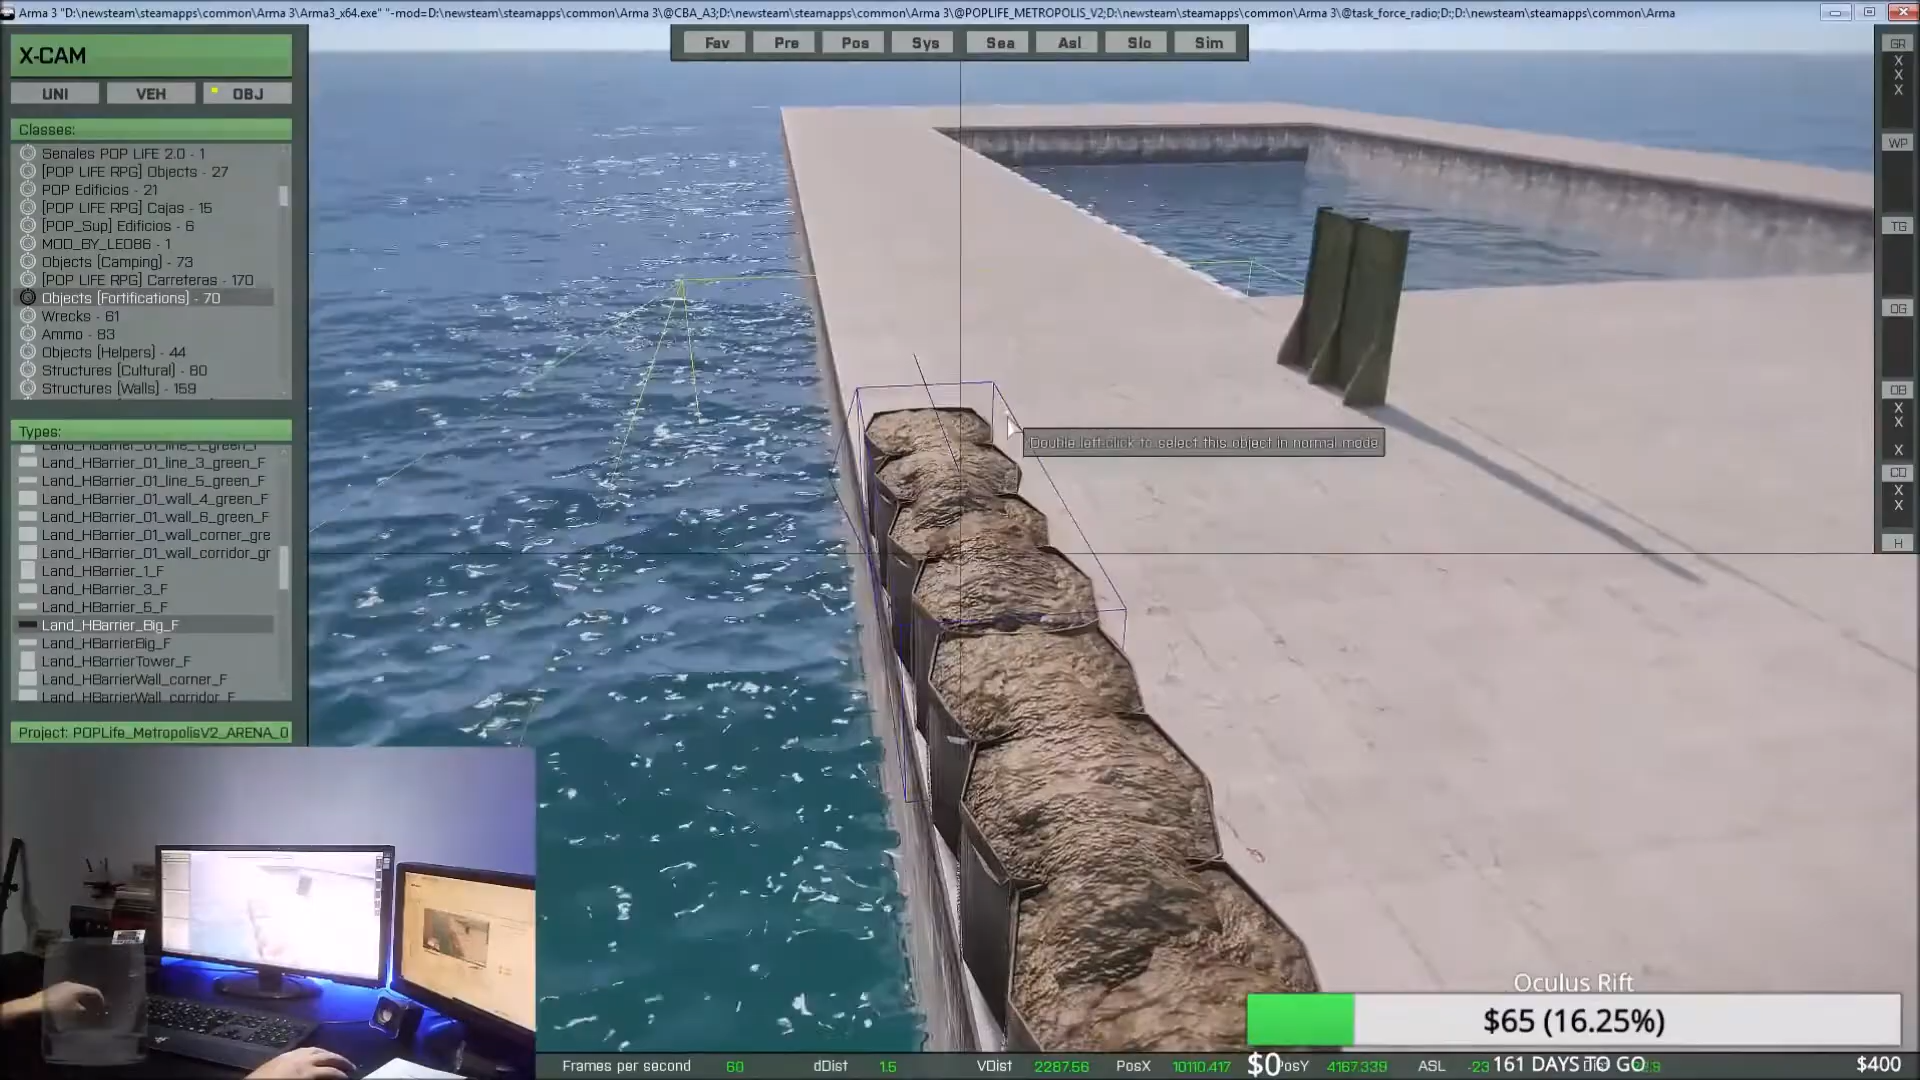 Arma 3 "D:\newsteam\steamapps\common\Arma 3\Arma3_x64.exe" "-mod=D:\newsteam\steamapps\common\Arma 3\@CBA_A3;D:\newsteam\steamapps\common\Arma 3\@POPLIFE_METROPOLIS_V2;D:\newsteam\steamapps\common\Arma 3\@task_force_radio;D:;D:\newsteam\steamapps\common\Arma
X-CAM
UNI VEH OBJ
Fav Pre Pos Sys Sea Asl Slo Sim
Classes:
Senales POP LIFE 2.0 - 1
[POP LIFE RPG] Objects - 27
POP Edificios - 21
[POP LIFE RPG] Cajas - 15
[POP_Sup] Edificios - 6
MOD_BY_LEO86 - 1
Objects (Camping) - 73
[POP LIFE RPG] Carreteras - 170
Objects (Fortifications) - 70
Wrecks - 61
Ammo - 83
Objects (Helpers) - 44
Structures (Cultural) - 80
Structures (Walls) - 159
Types:
Land_HBarrier_01_line_1_green_F
Land_HBarrier_01_line_3_green_F
Land_HBarrier_01_line_5_green_F
Land_HBarrier_01_wall_4_green_F
Land_HBarrier_01_wall_6_green_F
Land_HBarrier_01_wall_corner_gre
Land_HBarrier_01_wall_corridor_gr
Land_HBarrier_1_F
Land_HBarrier_3_F
Land_HBarrier_5_F
Land_HBarrier_Big_F
Land_HBarrierBig_F
Land_HBarrierTower_F
Land_HBarrierWall_corner_F
Land_HBarrierWall_corridor_F
Project: POPLife_MetropolisV2_ARENA_0
Double left-click to select this object in normal mode
GR
X
X
X
WP
TG
OG
OB
X
X
X
CO
X
X
H
Oculus Rift
$65 (16.25%)
Frames per second 60 dDist 1.5 VDist 2287.56 PosX 10110.417 $0 PosY 4167.339 ASL -23 161 DAYS TO GO $400